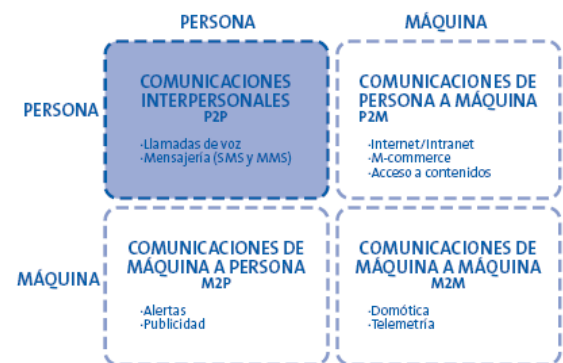 PERSONA
MÁQUINA
PERSONA
COMUNICACIONES
INTERPERSONALES
P2P
·Llamadas de voz
·Mensajería (SMS y MMS)
COMUNICACIONES DE
PERSONA A MÁQUINA
P2M
·Internet/Intranet
·M-commerce
·Acceso a contenidos
MÁQUINA
COMUNICACIONES DE
MÁQUINA A PERSONA
M2P
·Alertas
·Publicidad
COMUNICACIONES DE
MÁQUINA A MÁQUINA
M2M
·Domótica
·Telemetría